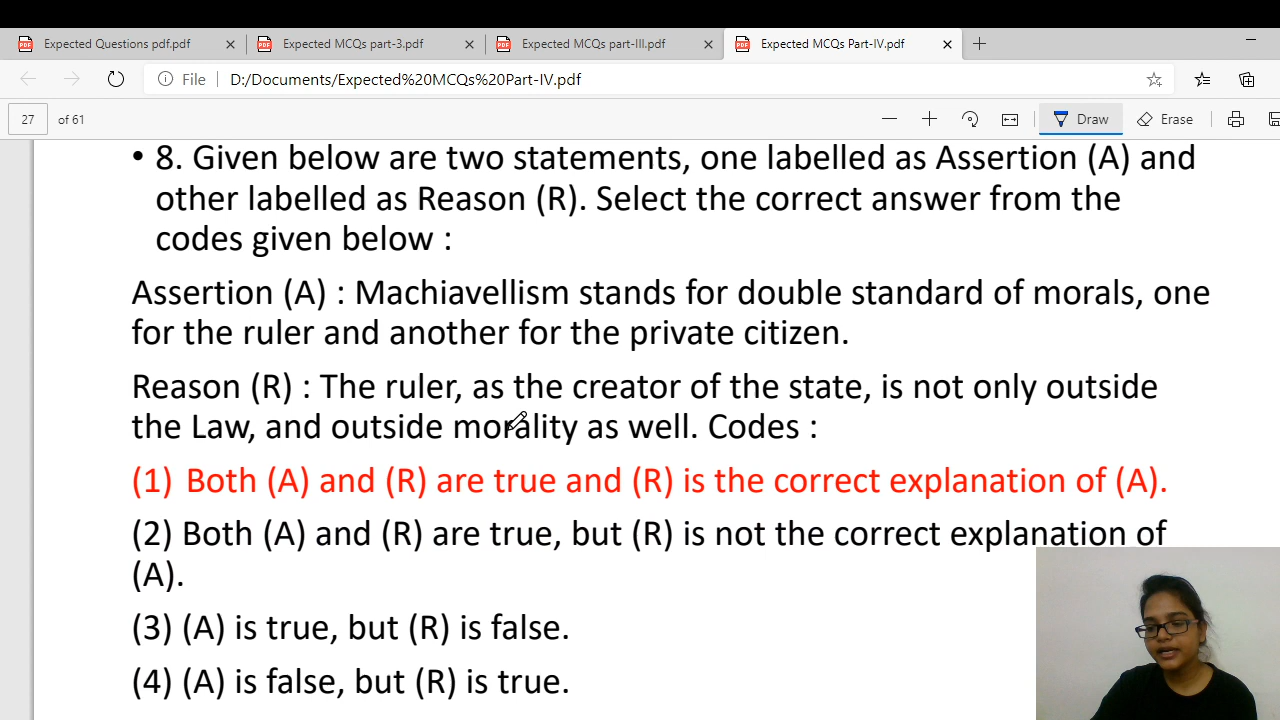 Expected Questions pdf.pdf
Expected MCQs part-3.pdf
Expected MCQs part-III.pdf
Expected MCQs Part-IV.pdf
File
D:/Documents/Expected%20MCQs%20Part-IV.pdf
27 of 61
Draw
Erase
• 8. Given below are two statements, one labelled as Assertion (A) and
other labelled as Reason (R). Select the correct answer from the
codes given below :
Assertion (A) : Machiavellism stands for double standard of morals, one
for the ruler and another for the private citizen.
Reason (R) : The ruler, as the creator of the state, is not only outside
the Law, and outside morality as well. Codes :
(1) Both (A) and (R) are true and (R) is the correct explanation of (A).
(2) Both (A) and (R) are true, but (R) is not the correct explanation of
(A).
(3) (A) is true, but (R) is false.
(4) (A) is false, but (R) is true.